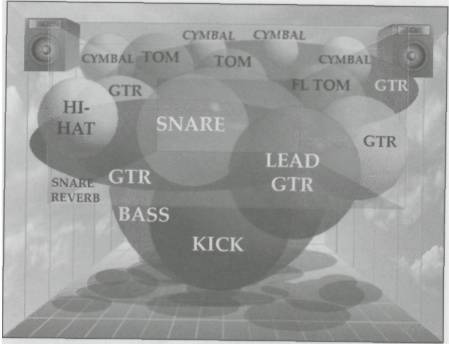 CYMBAL
CYMBAL
CYMBAL
TOM
TOM
CYMBAL
FL TOM
GTR
GTR
HI-
HAT
SNARE
GTR
LEAD
GTR
GTR
SNARE
REVERB
BASS
KICK